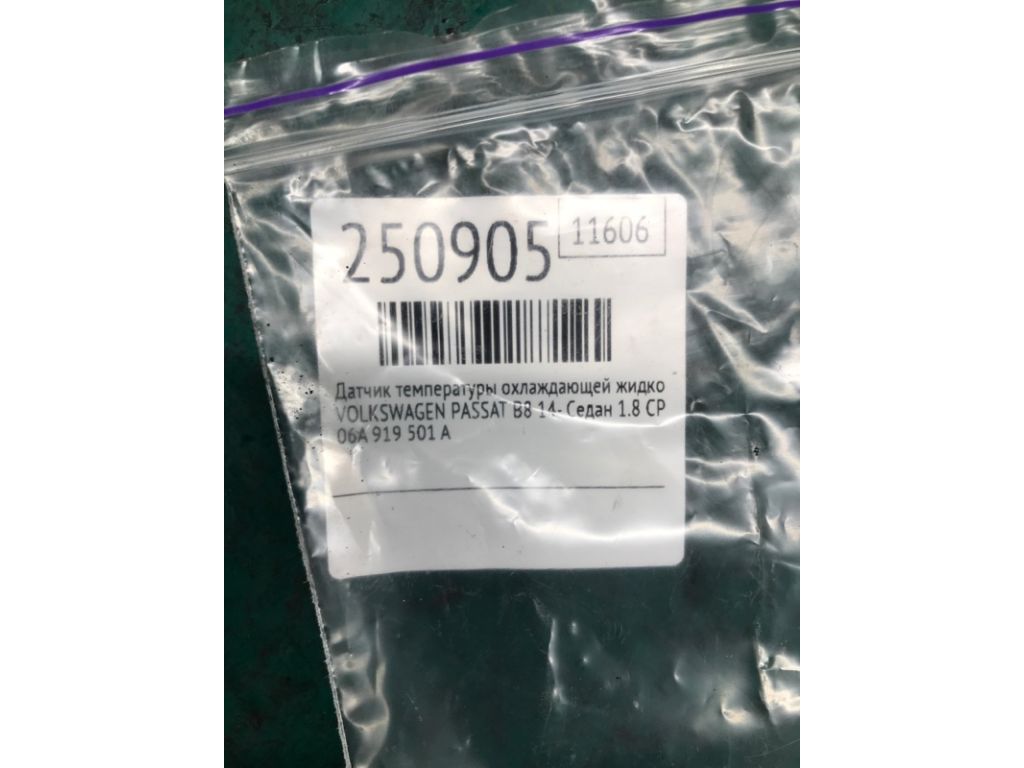 250905
11606
Датчик температуры охлаждающей жидко
VOLKSWAGEN PASSAT B8 14- Седан 1.8 CP
06A 919 501 A